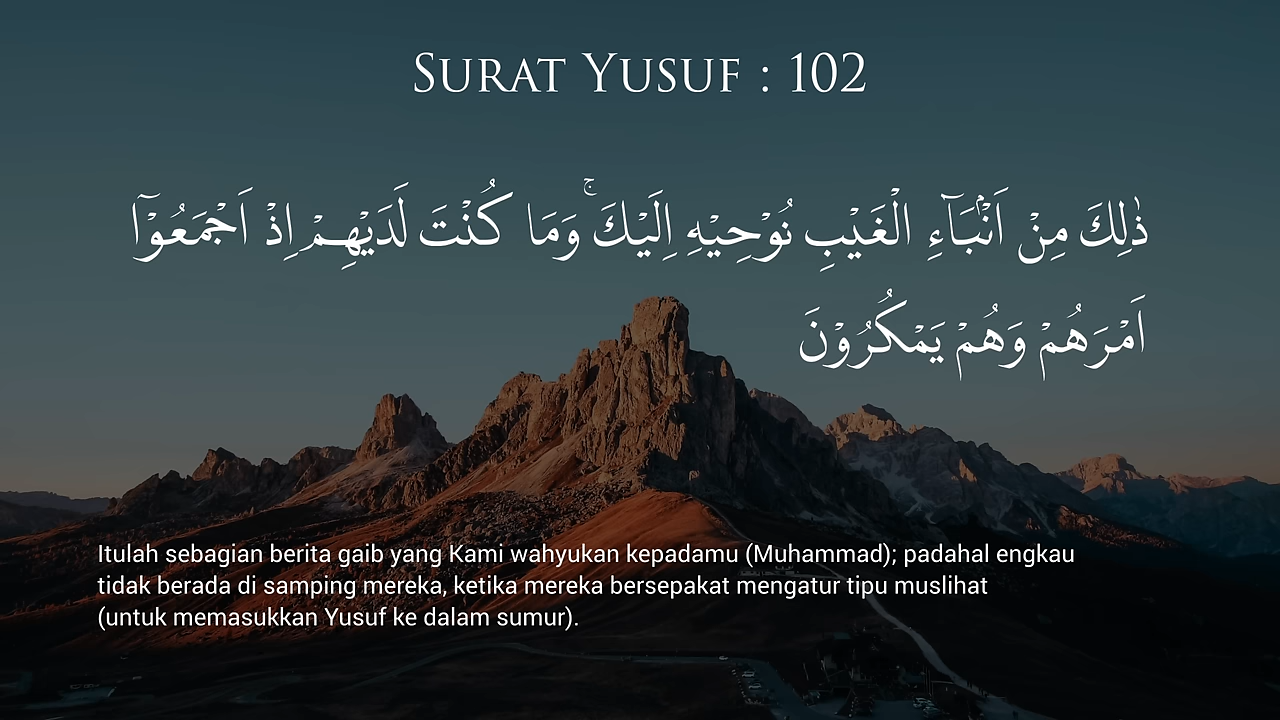 SURAT YUSUF : 102
ذٰلِكَ مِنْ اَنْۢبَاۤءِ الْغَيْبِ نُوْحِيْهِ اِلَيْكَۚ وَمَا كُنْتَ لَدَيْهِمْ اِذْ اَجْمَعُوْٓا
اَمْرَهُمْ وَهُمْ يَمْكُرُوْنَ
Itulah sebagian berita gaib yang Kami wahyukan kepadamu (Muhammad); padahal engkau
tidak berada di samping mereka, ketika mereka bersepakat mengatur tipu muslihat
(untuk memasukkan Yusuf ke dalam sumur).